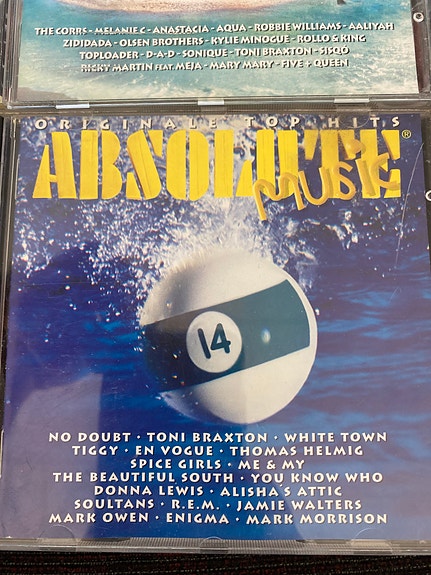 THE CORRS - MELANIE C - ANASTACIA - AQUA - ROBBIE WILLIAMS - AALIYAH
ZIDIDADA - OLSEN BROTHERS - KYLIE MINOGUE - ROLLO & KING
TOPLOADER - D-A-D - SONIQUE - TONI BRAXTON - SISQÓ
RICKY MARTIN FEAT. MEJA - MARY MARY - FIVE + QUEEN
ORIGINALE TOP HITS
ABSOLUTE®
MUSIC
14
NO DOUBT · TONI BRAXTON · WHITE TOWN
TIGGY · EN VOGUE · THOMAS HELMIG
SPICE GIRLS · ME & MY
THE BEAUTIFUL SOUTH · YOU KNOW WHO
DONNA LEWIS · ALISHA'S ATTIC
SOULTANS · R.E.M. · JAMIE WALTERS
MARK OWEN · ENIGMA · MARK MORRISON